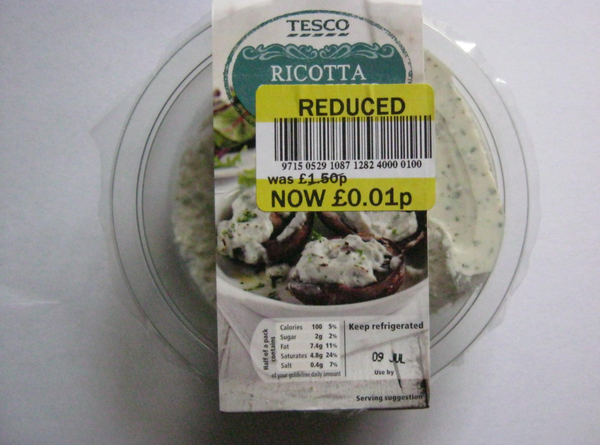 TESCO
RICOTTA
REDUCED
9715 0529 1087 1282 4000 0100
was £1.50p
NOW £0.01p
Half of a pack contains
Calories 100 5%
Sugar 2g 2%
Fat 7.4g 11%
Saturates 4.8g 24%
Salt 0.4g 7%
of your guideline daily amount
Keep refrigerated
09 JUL
Use by
Serving suggestion